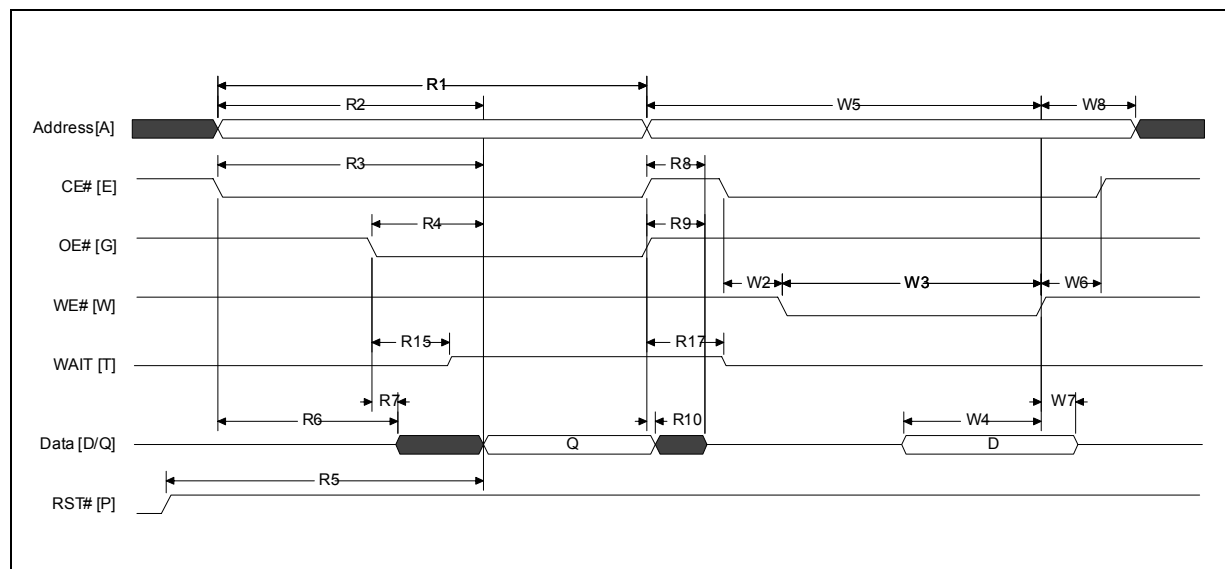 R1
R2
W5
W8
Address [A]
R3
R8
CE# [E]
R4
R9
OE# [G]
W2
W3
W6
WE# [W]
R15
R17
WAIT [T]
R7
W7
R6
R10
W4
Data [D/Q]
Q
D
R5
RST# [P]